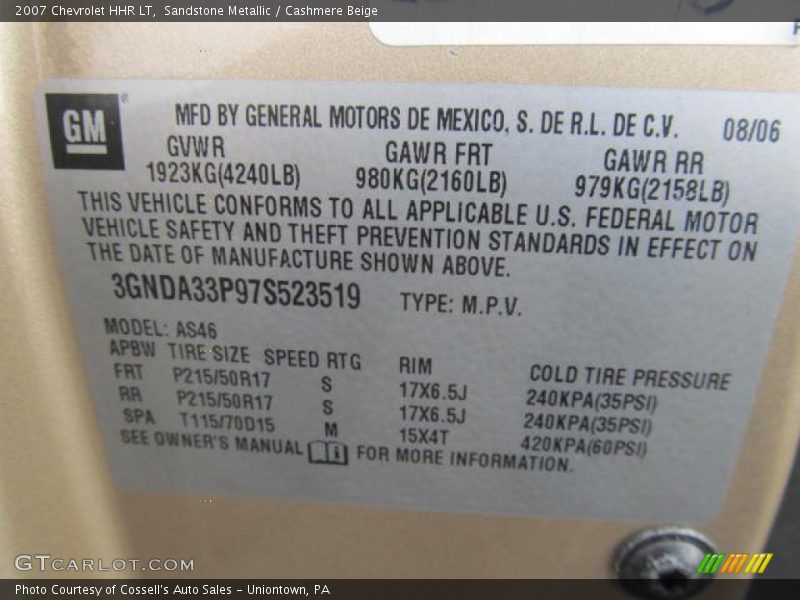 2007 Chevrolet HHR LT,  Sandstone Metallic / Cashmere Beige
GM
MFD BY GENERAL MOTORS DE MEXICO, S. DE R.L. DE C.V. 08/06
GVWR GAWR FRT GAWR RR
1923KG(4240LB) 980KG(2160LB) 979KG(2158LB)
THIS VEHICLE CONFORMS TO ALL APPLICABLE U.S. FEDERAL MOTOR
VEHICLE SAFETY AND THEFT PREVENTION STANDARDS IN EFFECT ON
THE DATE OF MANUFACTURE SHOWN ABOVE.
3GNDA33P97S523519 TYPE: M.P.V.
MODEL: AS46
APBW TIRE SIZE SPEED RTG RIM COLD TIRE PRESSURE
FRT P215/50R17 S 17X6.5J 240KPA(35PSI)
RR P215/50R17 S 17X6.5J 240KPA(35PSI)
SPA T115/70D15 M 15X4T 420KPA(60PSI)
SEE OWNER'S MANUAL FOR MORE INFORMATION.
GTCARLOT.COM
Photo Courtesy of Cossell's Auto Sales - Uniontown, PA